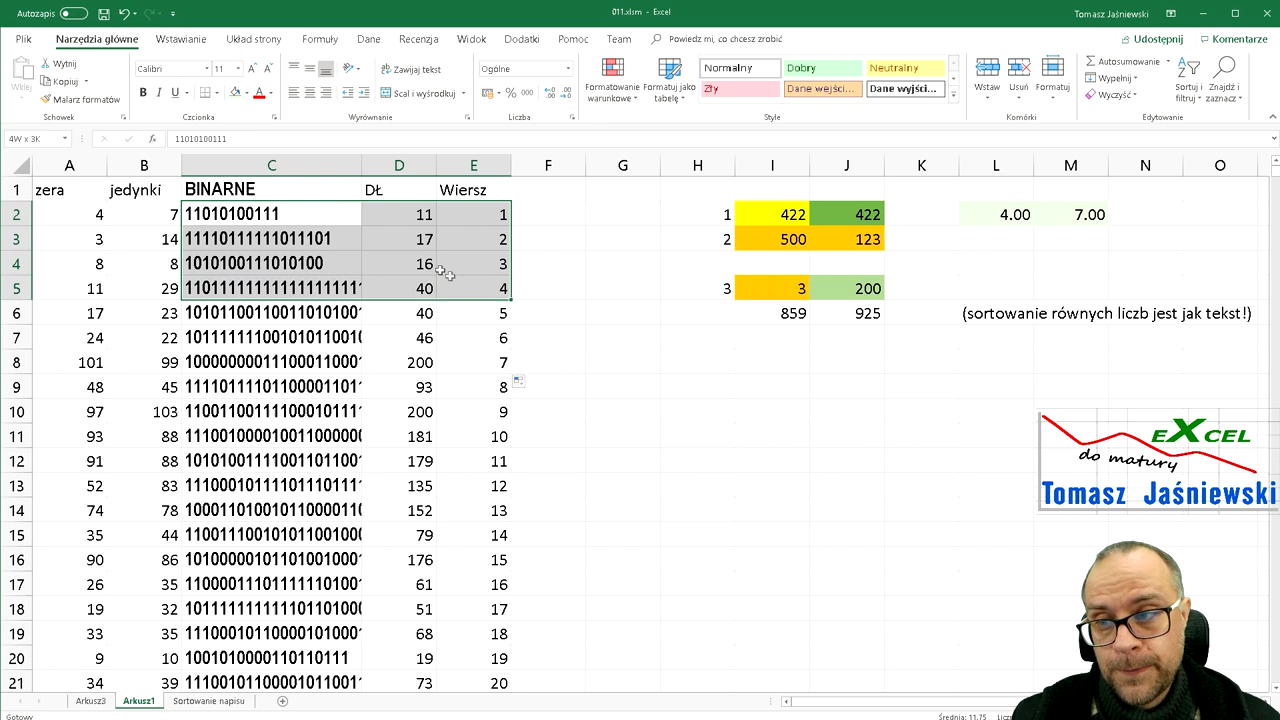 Autozapis
011.xlsm - Excel
Tomasz Jaśniewski
Plik Narzędzia główne Wstawianie Układ strony Formuły Dane Recenzja Widok Dodatki Pomoc Team Powiedz mi, co chcesz zrobić Udostępnij Komentarze
Wklej
Wytnij
Kopiuj
Malarz formatów
Schowek
Calibri 11
B I U
Czcionka
Zawijaj tekst
Scal i wyśrodkuj
Wyrównanie
Ogólne
% 000
Liczba
Formatowanie warunkowe
Formatuj jako tabelę
Normalny Dobry Neutralny
Zły Dane wejści... Dane wyjści...
Style
Wstaw Usuń Formatuj
Komórki
Autosumowanie
Wypełnij
Wyczyść
Sortuj i filtruj
Znajdź i zaznacz
Edytowanie
4W x 3K fx 11010100111
A B C D E F G H I J K L M N O
1 zera jedynki BINARNE DŁ Wiersz
2 4 7 11010100111 11 1 1 422 422 4.00 7.00
3 3 14 11110111111011101 17 2 2 500 123
4 8 8 1010100111010100 16 3
5 11 29 40 4 3 3 200
6 17 23 40 5 859 925 (sortowanie równych liczb jest jak tekst!)
7 24 22 46 6
8 101 99 200 7
9 48 45 93 8
10 97 103 200 9
11 93 88 181 10
12 91 88 179 11
13 52 83 135 12
14 74 78 152 13
15 35 44 79 14
16 90 86 176 15
17 26 35 61 16
18 19 32 51 17
19 33 35 68 18
20 9 10 1001010000110110111 19 19
21 34 39 73 20
EXCEL
do matury
Tomasz Jaśniewski
Arkusz3 Arkusz1 Sortowanie napisu
Gotowy
Średnia: 11.75